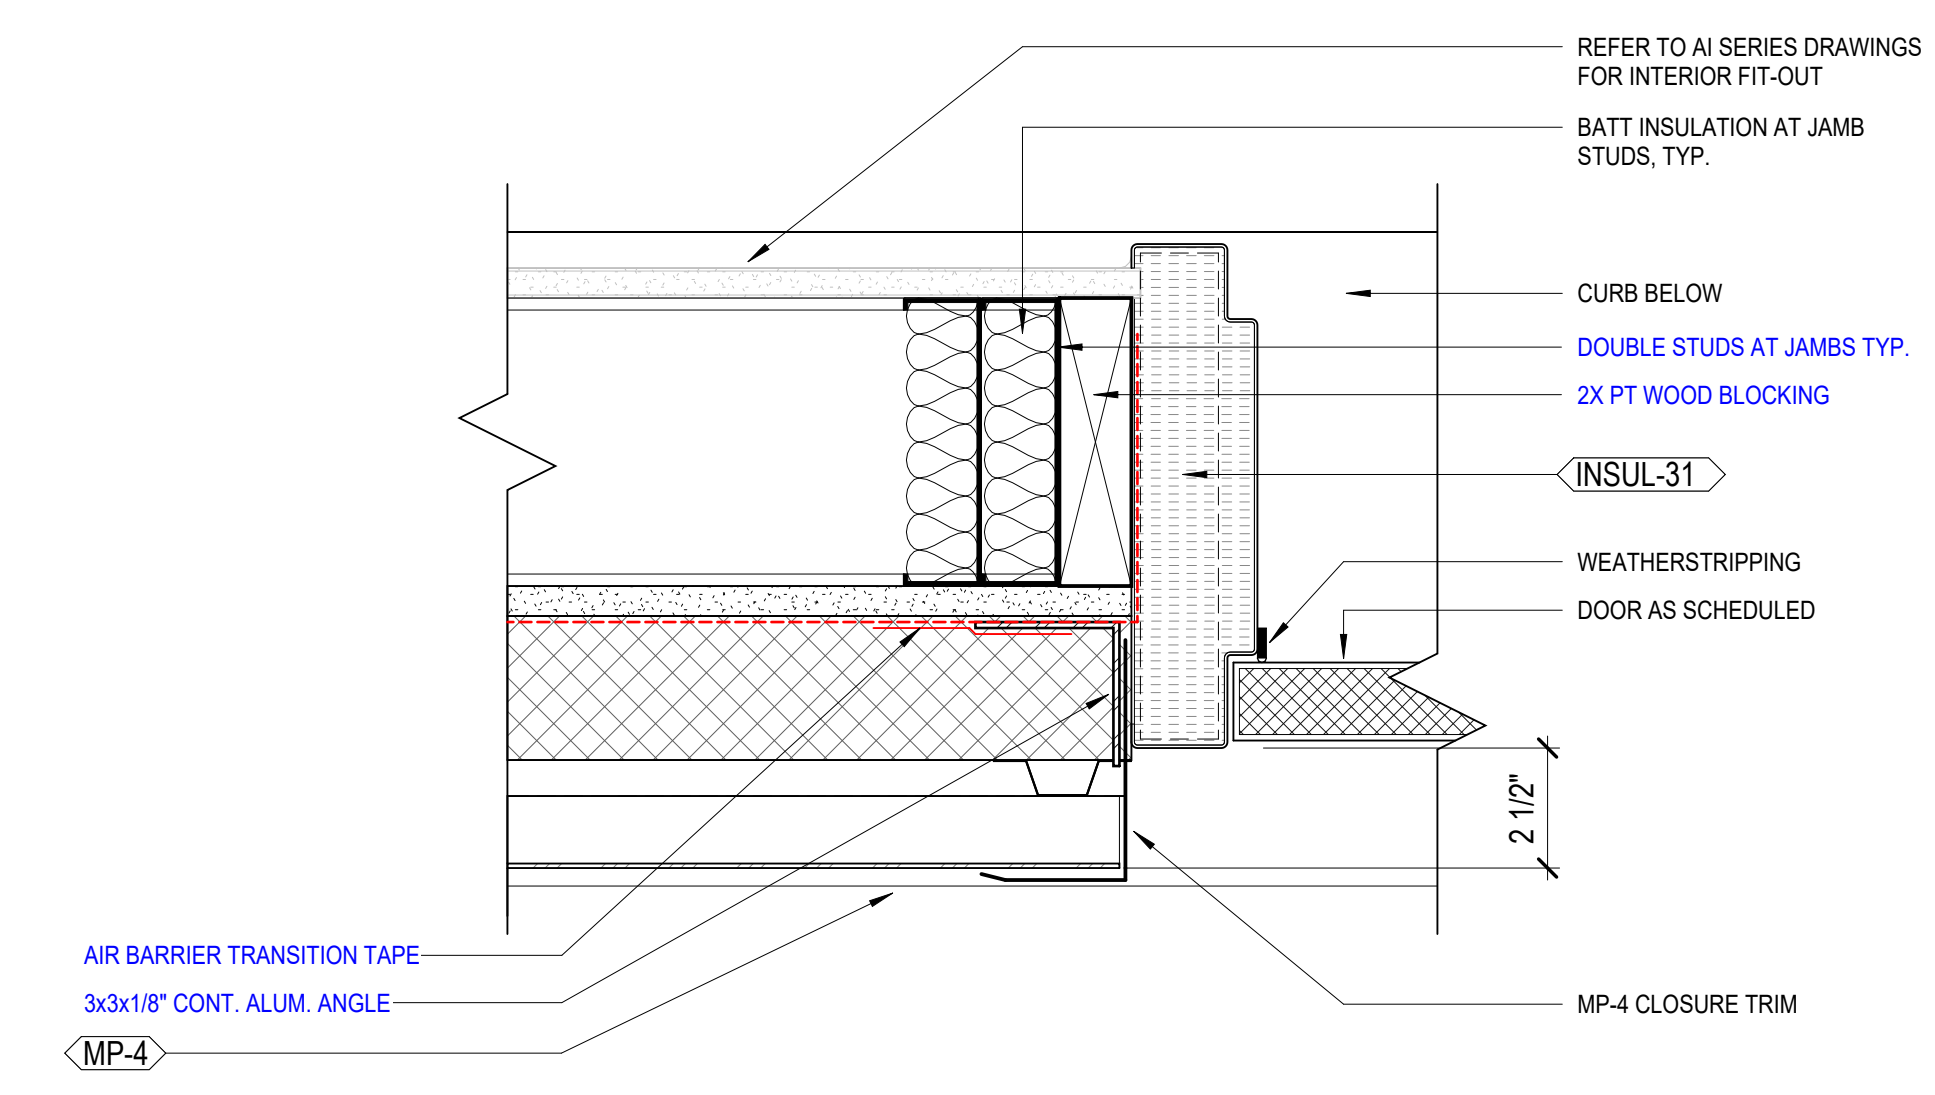 REFER TO AI SERIES DRAWINGS
FOR INTERIOR FIT-OUT
BATT INSULATION AT JAMB
STUDS, TYP.
CURB BELOW
DOUBLE STUDS AT JAMBS TYP.
2X PT WOOD BLOCKING
INSUL-31
WEATHERSTRIPPING
DOOR AS SCHEDULED
2 1/2"
AIR BARRIER TRANSITION TAPE
3x3x1/8" CONT. ALUM. ANGLE
MP-4 CLOSURE TRIM
MP-4